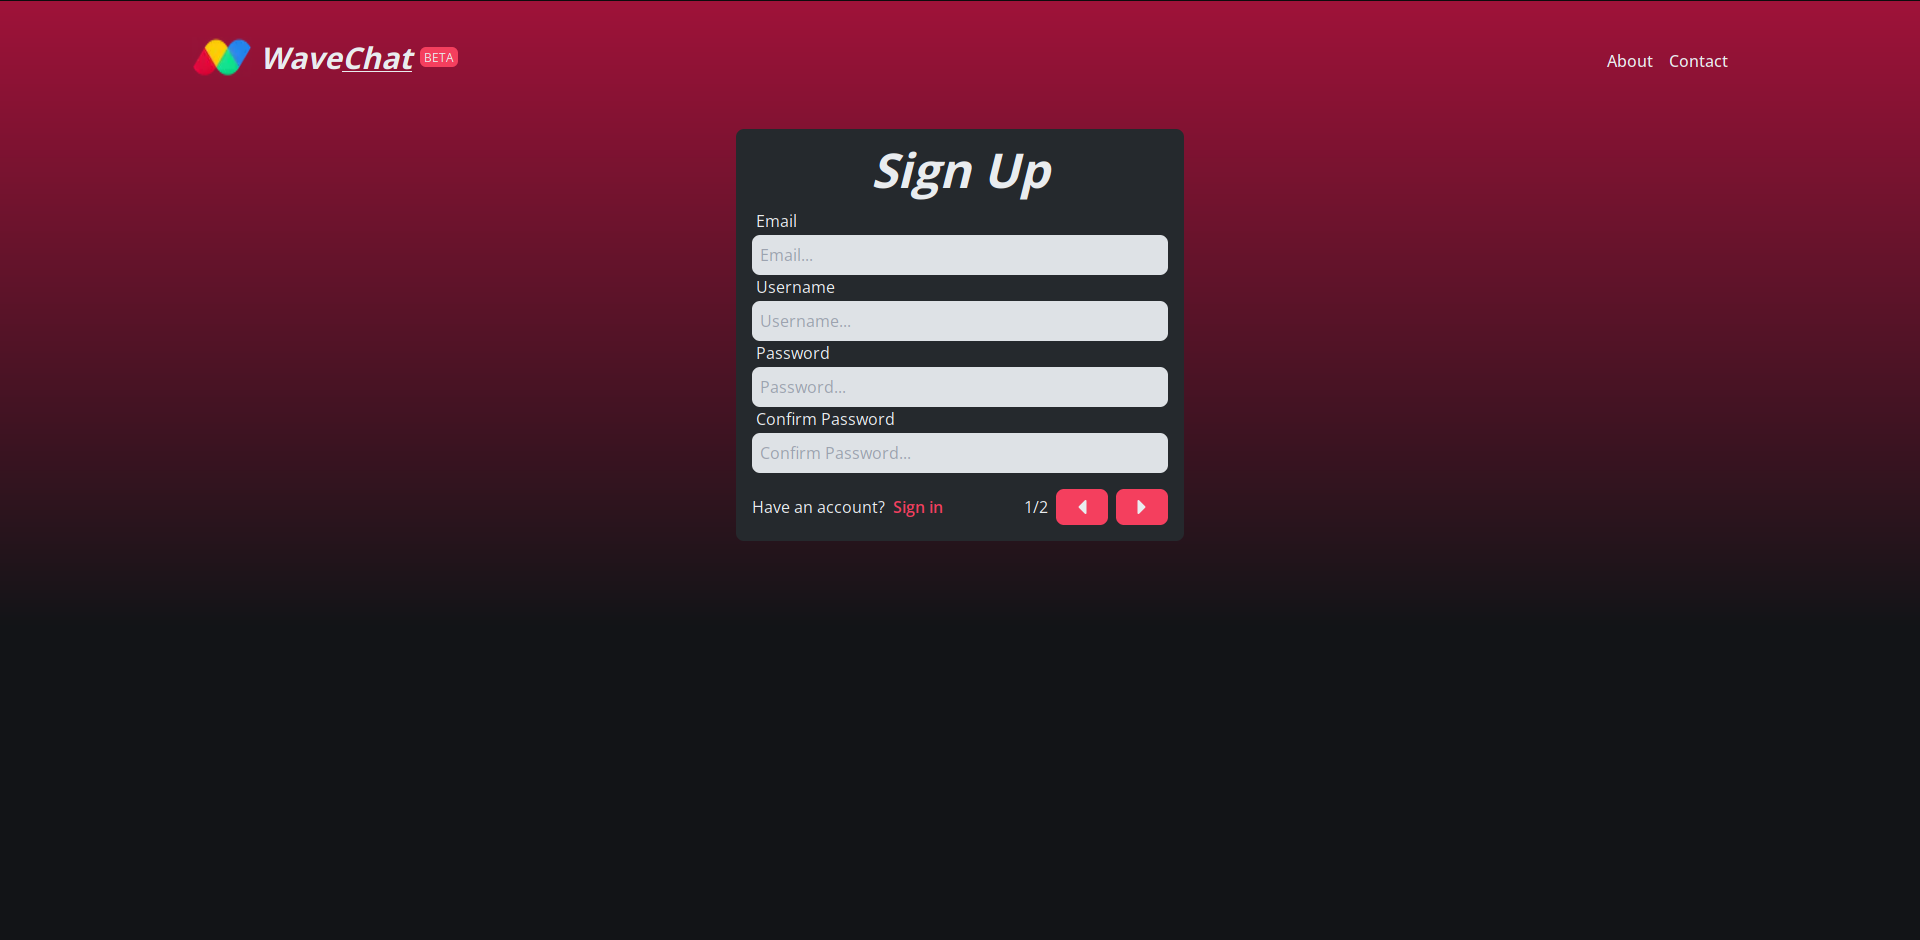 WaveChat BETA
About Contact
Sign Up
Email
Email...
Username
Username...
Password
Password...
Confirm Password
Confirm Password...
Have an account? Sign in 1/2